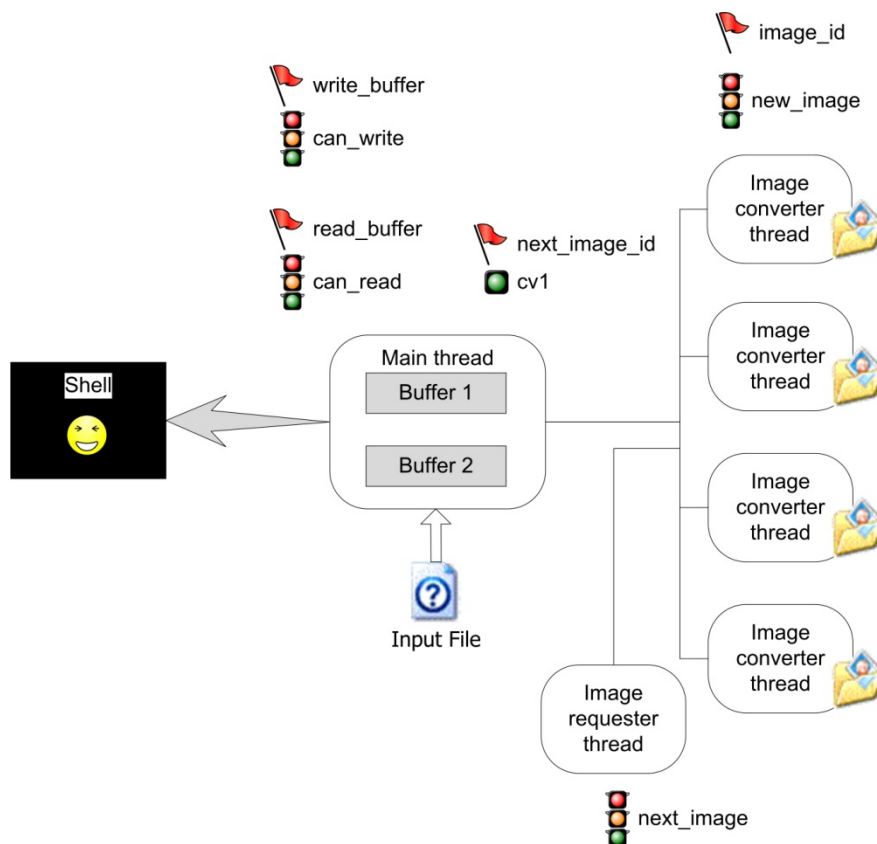 image_id
write_buffer
new_image
can_write
Image
converter
thread
read_buffer
next_image_id
can_read
cv1
Image
converter
thread
Main thread
Shell
Buffer 1
Buffer 2
Image
converter
thread
Input File
Image
converter
thread
Image
requester
thread
next_image